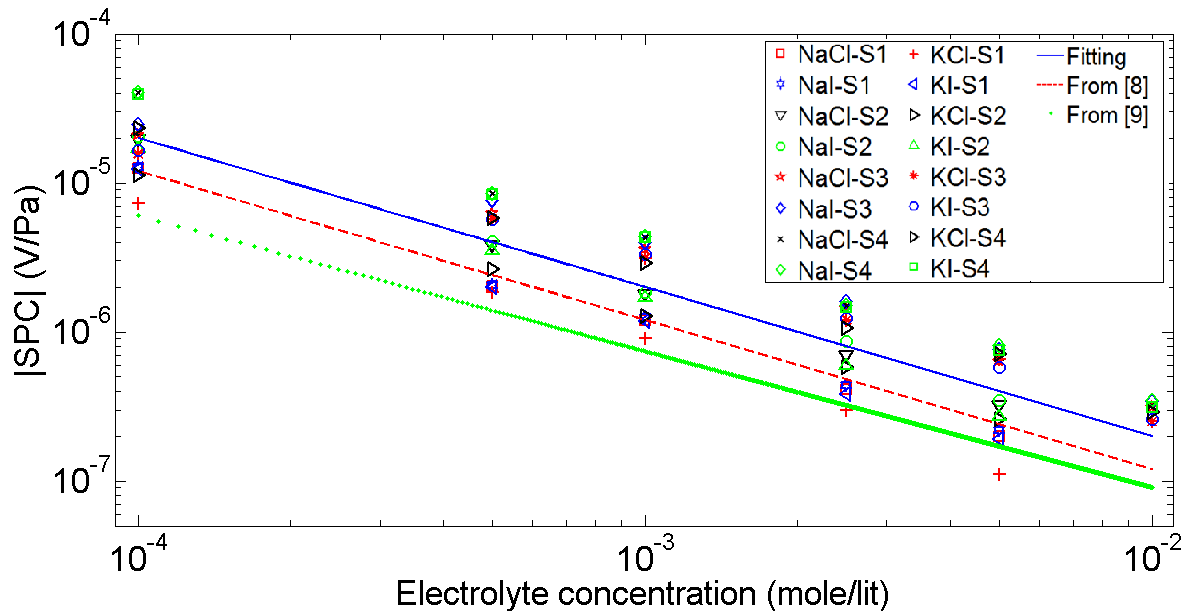 10^-4
10^-5
10^-6
10^-7
|SPC| (V/Pa)
NaCl-S1 KCl-S1 Fitting
NaI-S1 KI-S1 From [8]
NaCl-S2 KCl-S2 From [9]
NaI-S2 KI-S2
NaCl-S3 KCl-S3
NaI-S3 KI-S3
NaCl-S4 KCl-S4
NaI-S4 KI-S4
10^-4 10^-3 10^-2
Electrolyte concentration (mole/lit)